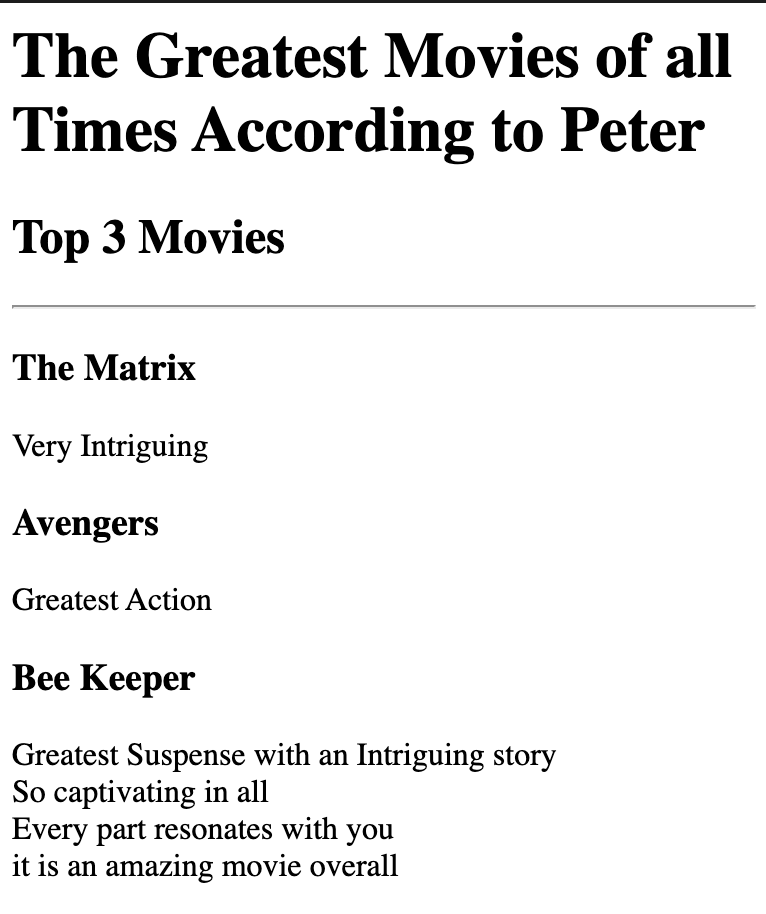 The Greatest Movies of all
Times According to Peter
Top 3 Movies
The Matrix
Very Intriguing
Avengers
Greatest Action
Bee Keeper
Greatest Suspense with an Intriguing story
So captivating in all
Every part resonates with you
it is an amazing movie overall